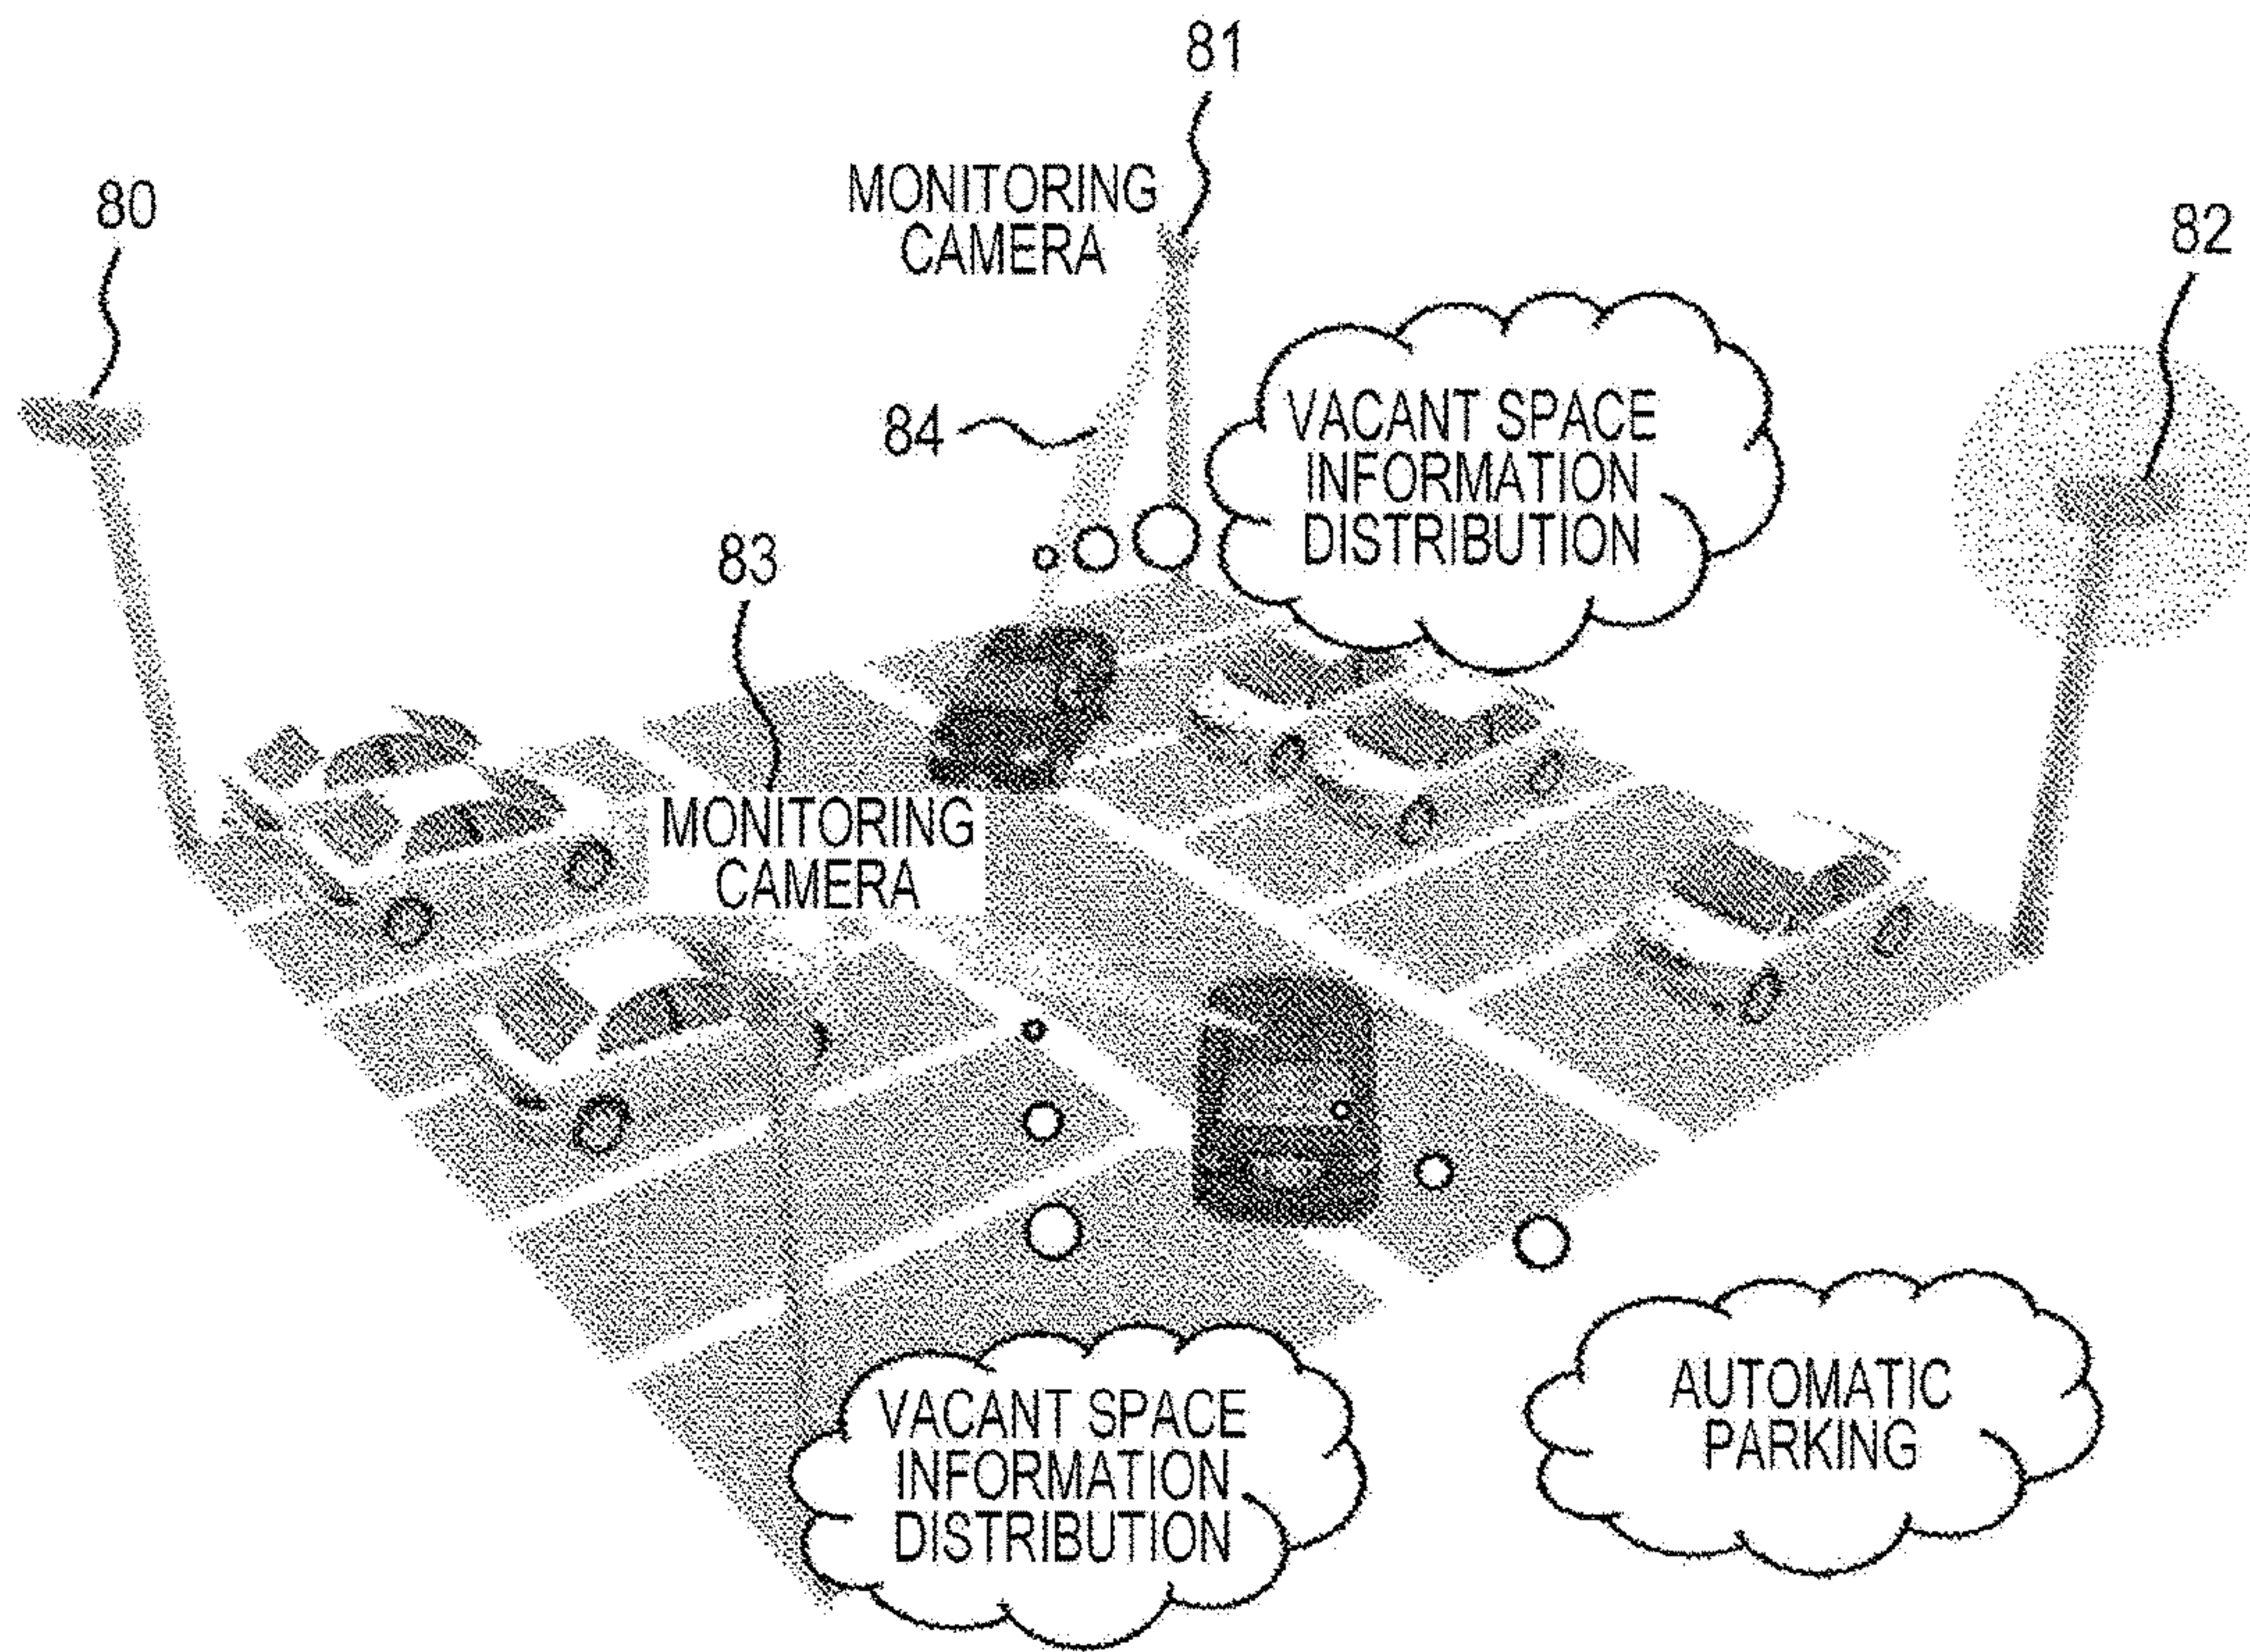 81
MONITORING
CAMERA
80
82
84
VACANT SPACE
INFORMATION
DISTRIBUTION
83
MONITORING
CAMERA
VACANT SPACE
INFORMATION
DISTRIBUTION
AUTOMATIC
PARKING